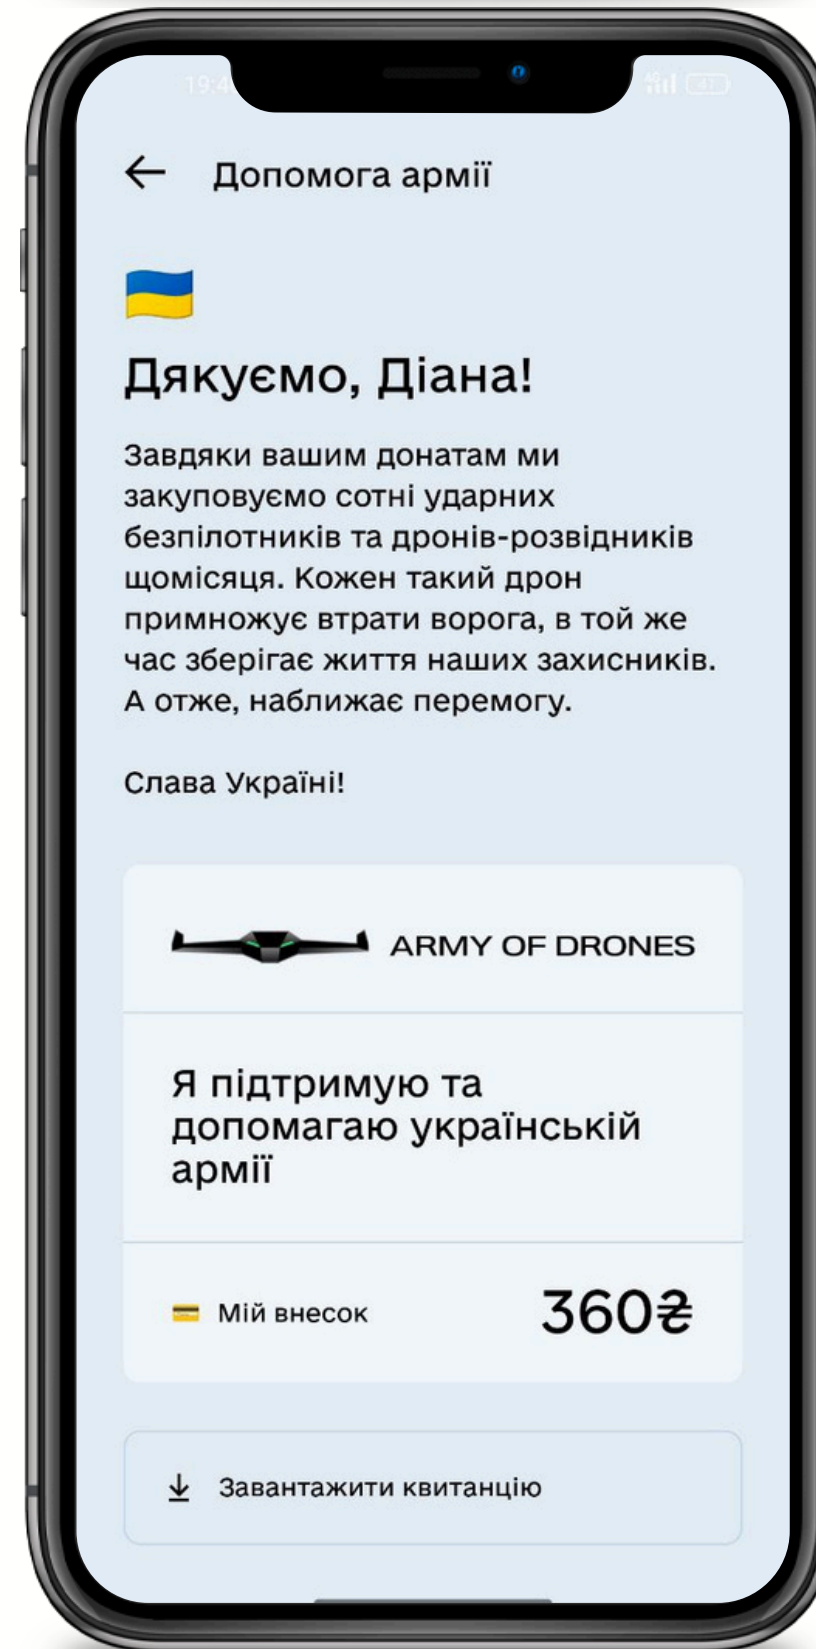 Допомога армії
Дякуємо, Діана!
Завдяки вашим донатам ми
закуповуємо сотні ударних
безпілотників та дронів-розвідників
щомісяця. Кожен такий дрон
примножує втрати ворога, в той же
час зберігає життя наших захисників.
А отже, наближає перемогу.
Слава Україні!
ARMY OF DRONES
Я підтримую та
допомагаю українській
армії
Мій внесок 360₴
Завантажити квитанцію